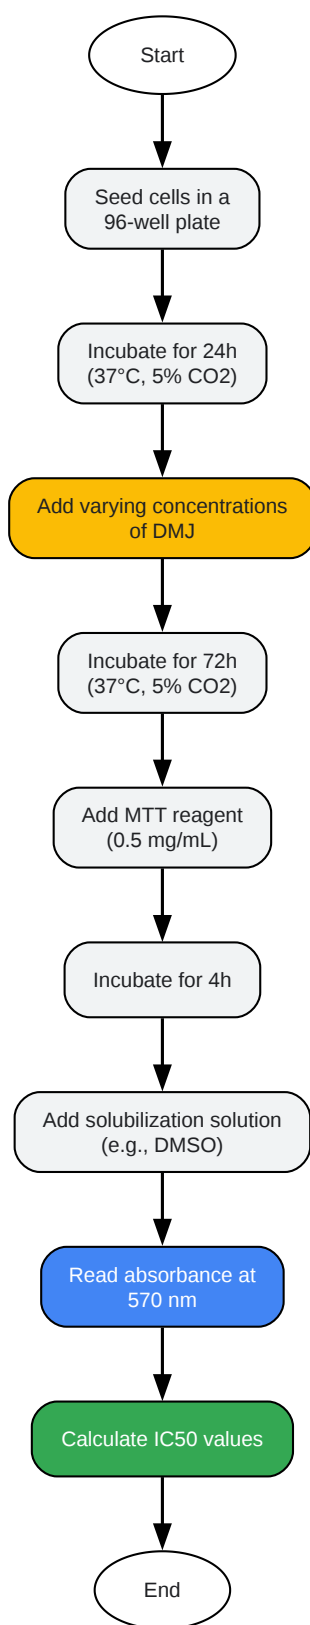 Start
Seed cells in a
96-well plate
Incubate for 24h
(37°C, 5% CO2)
Add varying concentrations
of DMJ
Incubate for 72h
(37°C, 5% CO2)
Add MTT reagent
(0.5 mg/mL)
Incubate for 4h
Add solubilization solution
(e.g., DMSO)
Read absorbance at
570 nm
Calculate IC50 values
End